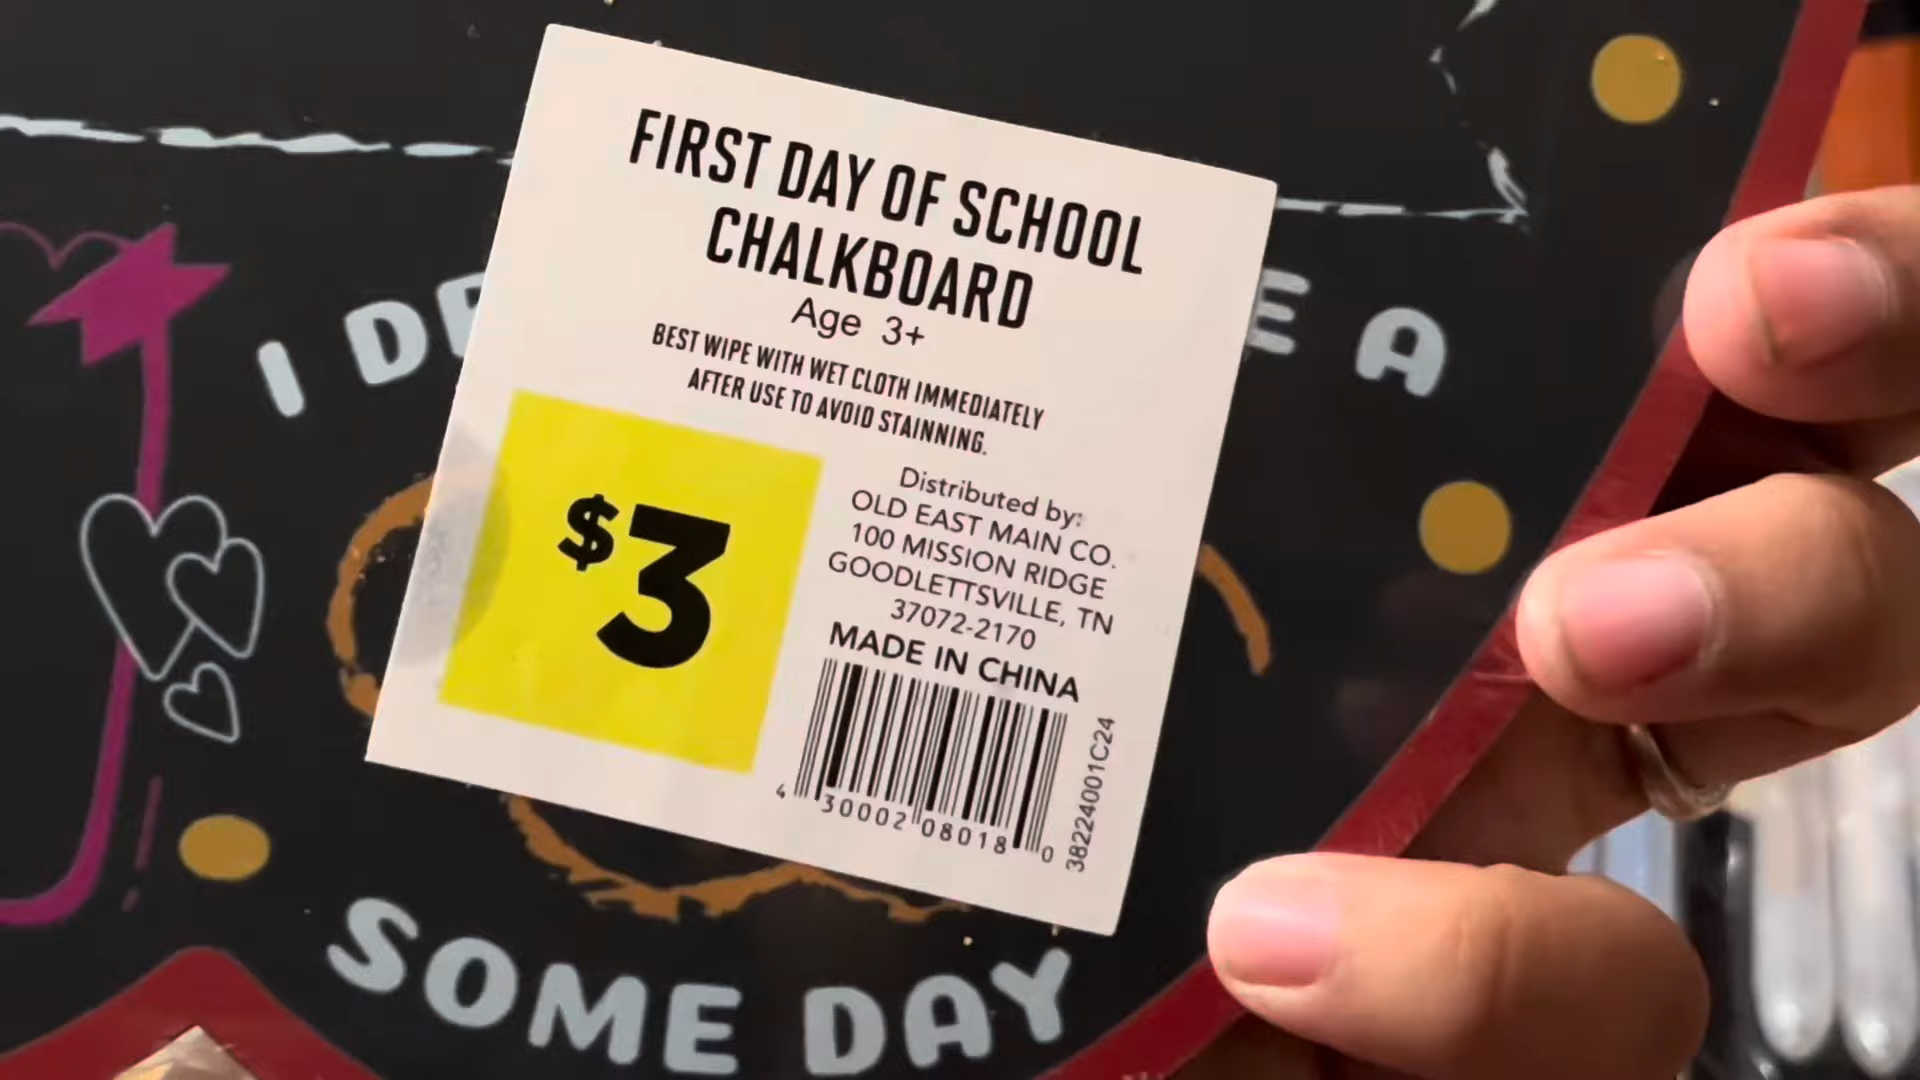 FIRST DAY OF SCHOOL
CHALKBOARD
Age 3+
BEST WIPE WITH WET CLOTH IMMEDIATELY
AFTER USE TO AVOID STAINNING.
$3
Distributed by:
OLD EAST MAIN CO.
100 MISSION RIDGE
GOODLETTSVILLE, TN
37072-2170
MADE IN CHINA
4 30002 08018 0
38224001C24
I
A
SOME DAY